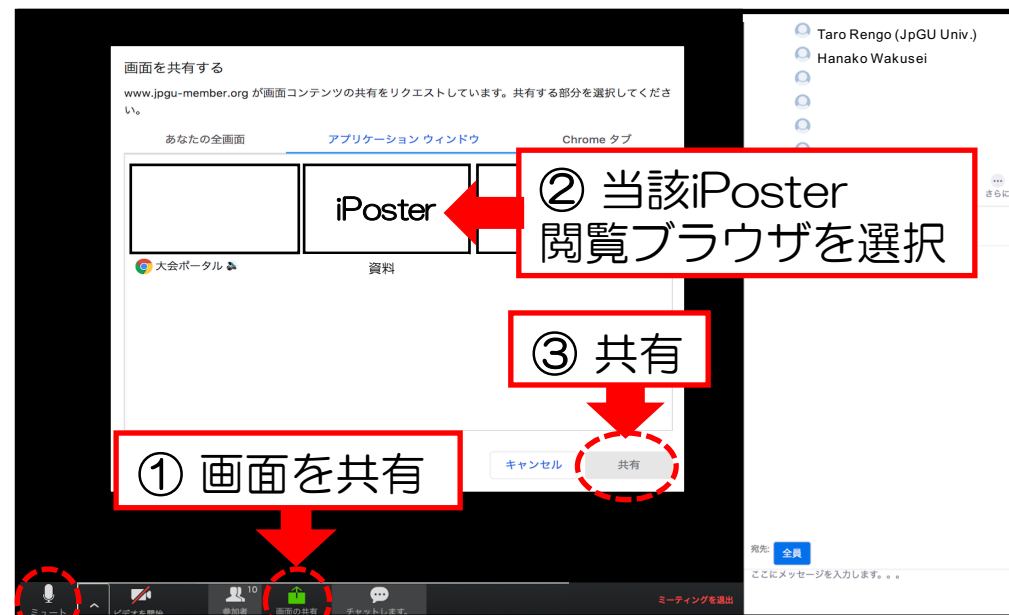 Taro Rengo (JpGU Univ.)
Hanako Wakusei
画面を共有する
www.jpgu-member.org が画面コンテンツの共有をリクエストしています。共有する部分を選択してくださ
い。
あなたの全画面
アプリケーション ウィンドウ
Chrome タブ
iPoster
② 当該iPoster
閲覧ブラウザを選択
さらに
大会ポータル
資料
③ 共有
① 画面を共有
キャンセル
共有
宛先:
全員
ここにメッセージを入力します。。。
ミュート
ビデオを開始
10
参加者
画面の共有
チャットします。
ミーティングを退出